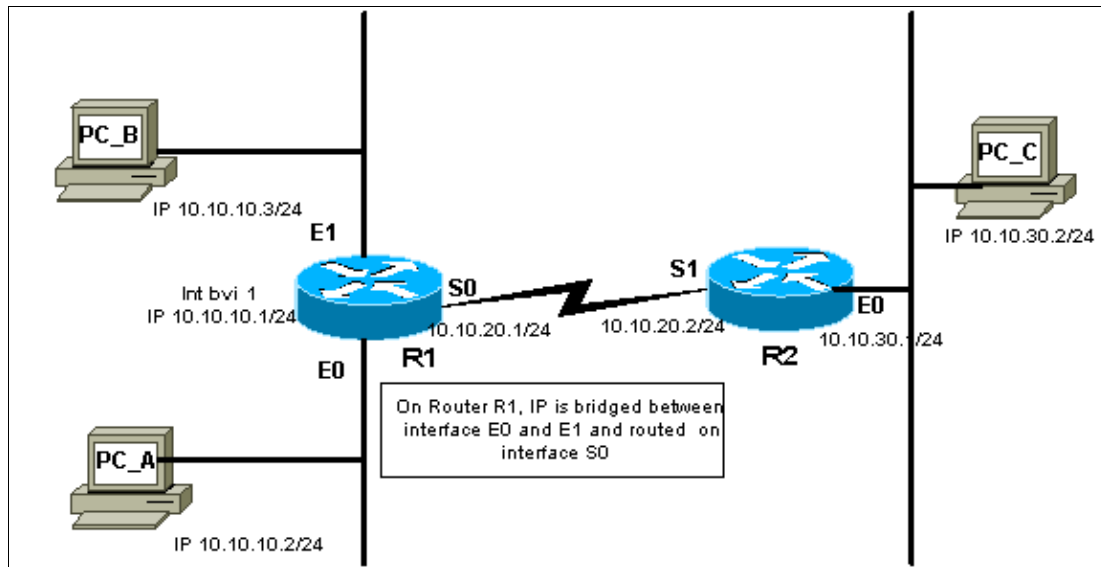 PC_B
IP 10.10.10.3/24
E1
Int bvi 1
IP 10.10.10.1/24
S0
10.10.20.1/24
R1
E0
PC_A
IP 10.10.10.2/24
On Router R1, IP is bridged between
interface E0 and E1 and routed on
interface S0
S1
10.10.20.2/24
R2
E0
10.10.30.1/24
PC_C
IP 10.10.30.2/24